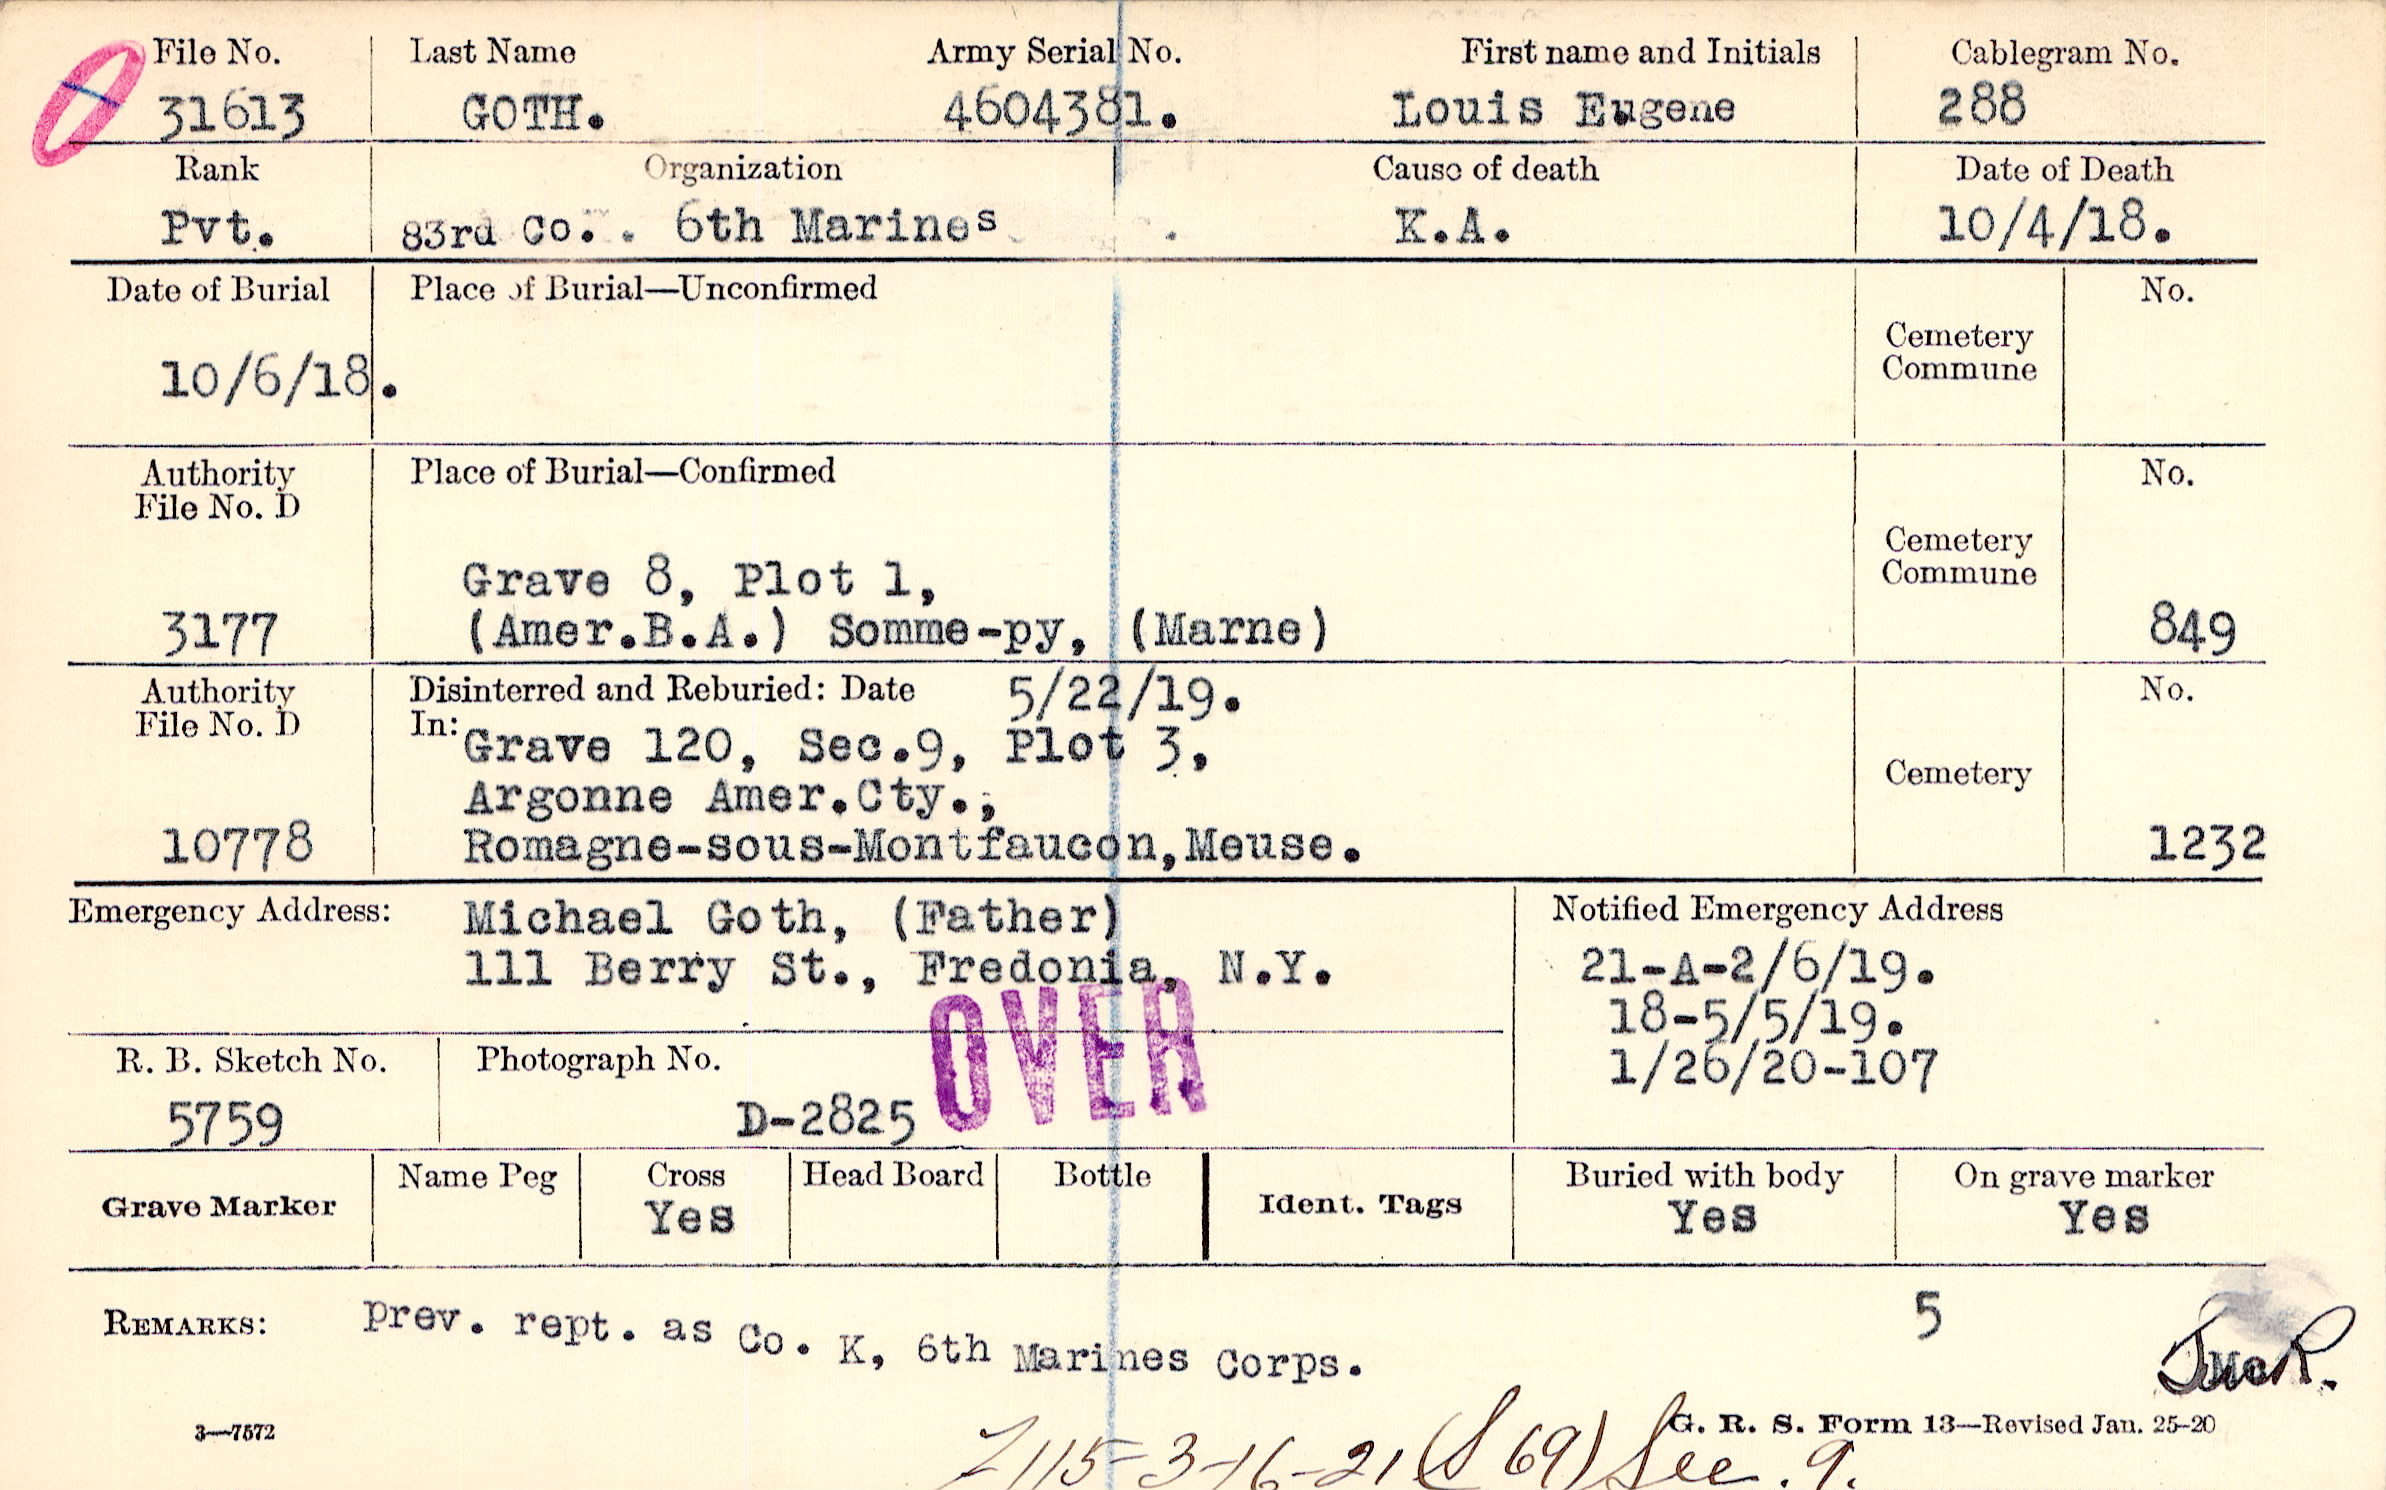 File No. Last Name Army Serial No. First name and Initials Cablegram No.
31613 GOTH. 4604381. Louis Eugene 288
Rank Organization Cause of death Date of Death
Pvt. 83rd Co. . 6th Marines K.A. 10/4/18.
Date of Burial Place of Burial—Unconfirmed No.
Cemetery
Commune
10/6/18.
Authority Place of Burial—Confirmed No.
File No. D
Cemetery
Commune
Grave 8, Plot 1,
3177 (Amer.B.A.) Somme-py, (Marne) 849
Authority Disinterred and Reburied: Date 5/22/19. No.
File No. D In:
Grave 120, Sec.9, Plot 3,
Cemetery
Argonne Amer.Cty.,
10778 Romagne-sous-Montfaucon,Meuse. 1232
Emergency Address: Michael Goth, (Father) Notified Emergency Address
111 Berry St., Fredonia, N.Y. 21-A-2/6/19.
18-5/5/19.
OVER
R. B. Sketch No. Photograph No. 1/26/20-107
5759 D-2825
Grave Marker Name Peg Cross Head Board Bottle Ident. Tags Buried with body On grave marker
Yes Yes Yes
REMARKS: Prev. rept. as Co. K, 6th Marines Corps. 5
3—7572 G. R. S. Form 13—Revised Jan. 25-20
115-3-16-21 (S 69) Sec. 9.